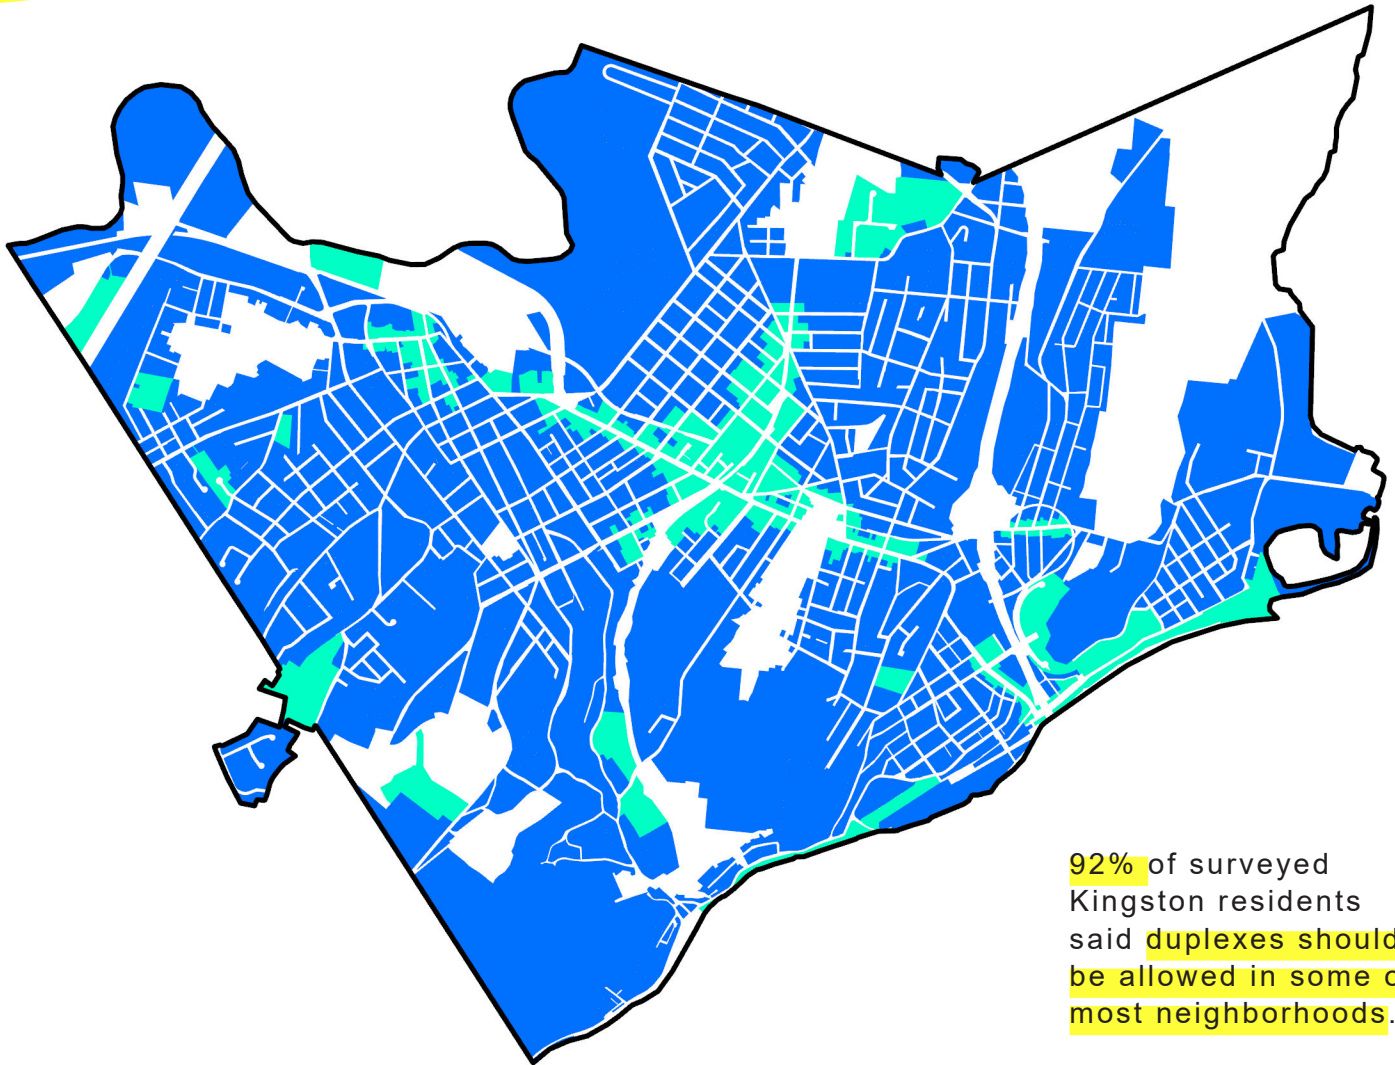 92% of surveyed
Kingston residents
said duplexes should
be allowed in some
most neighborhoods.